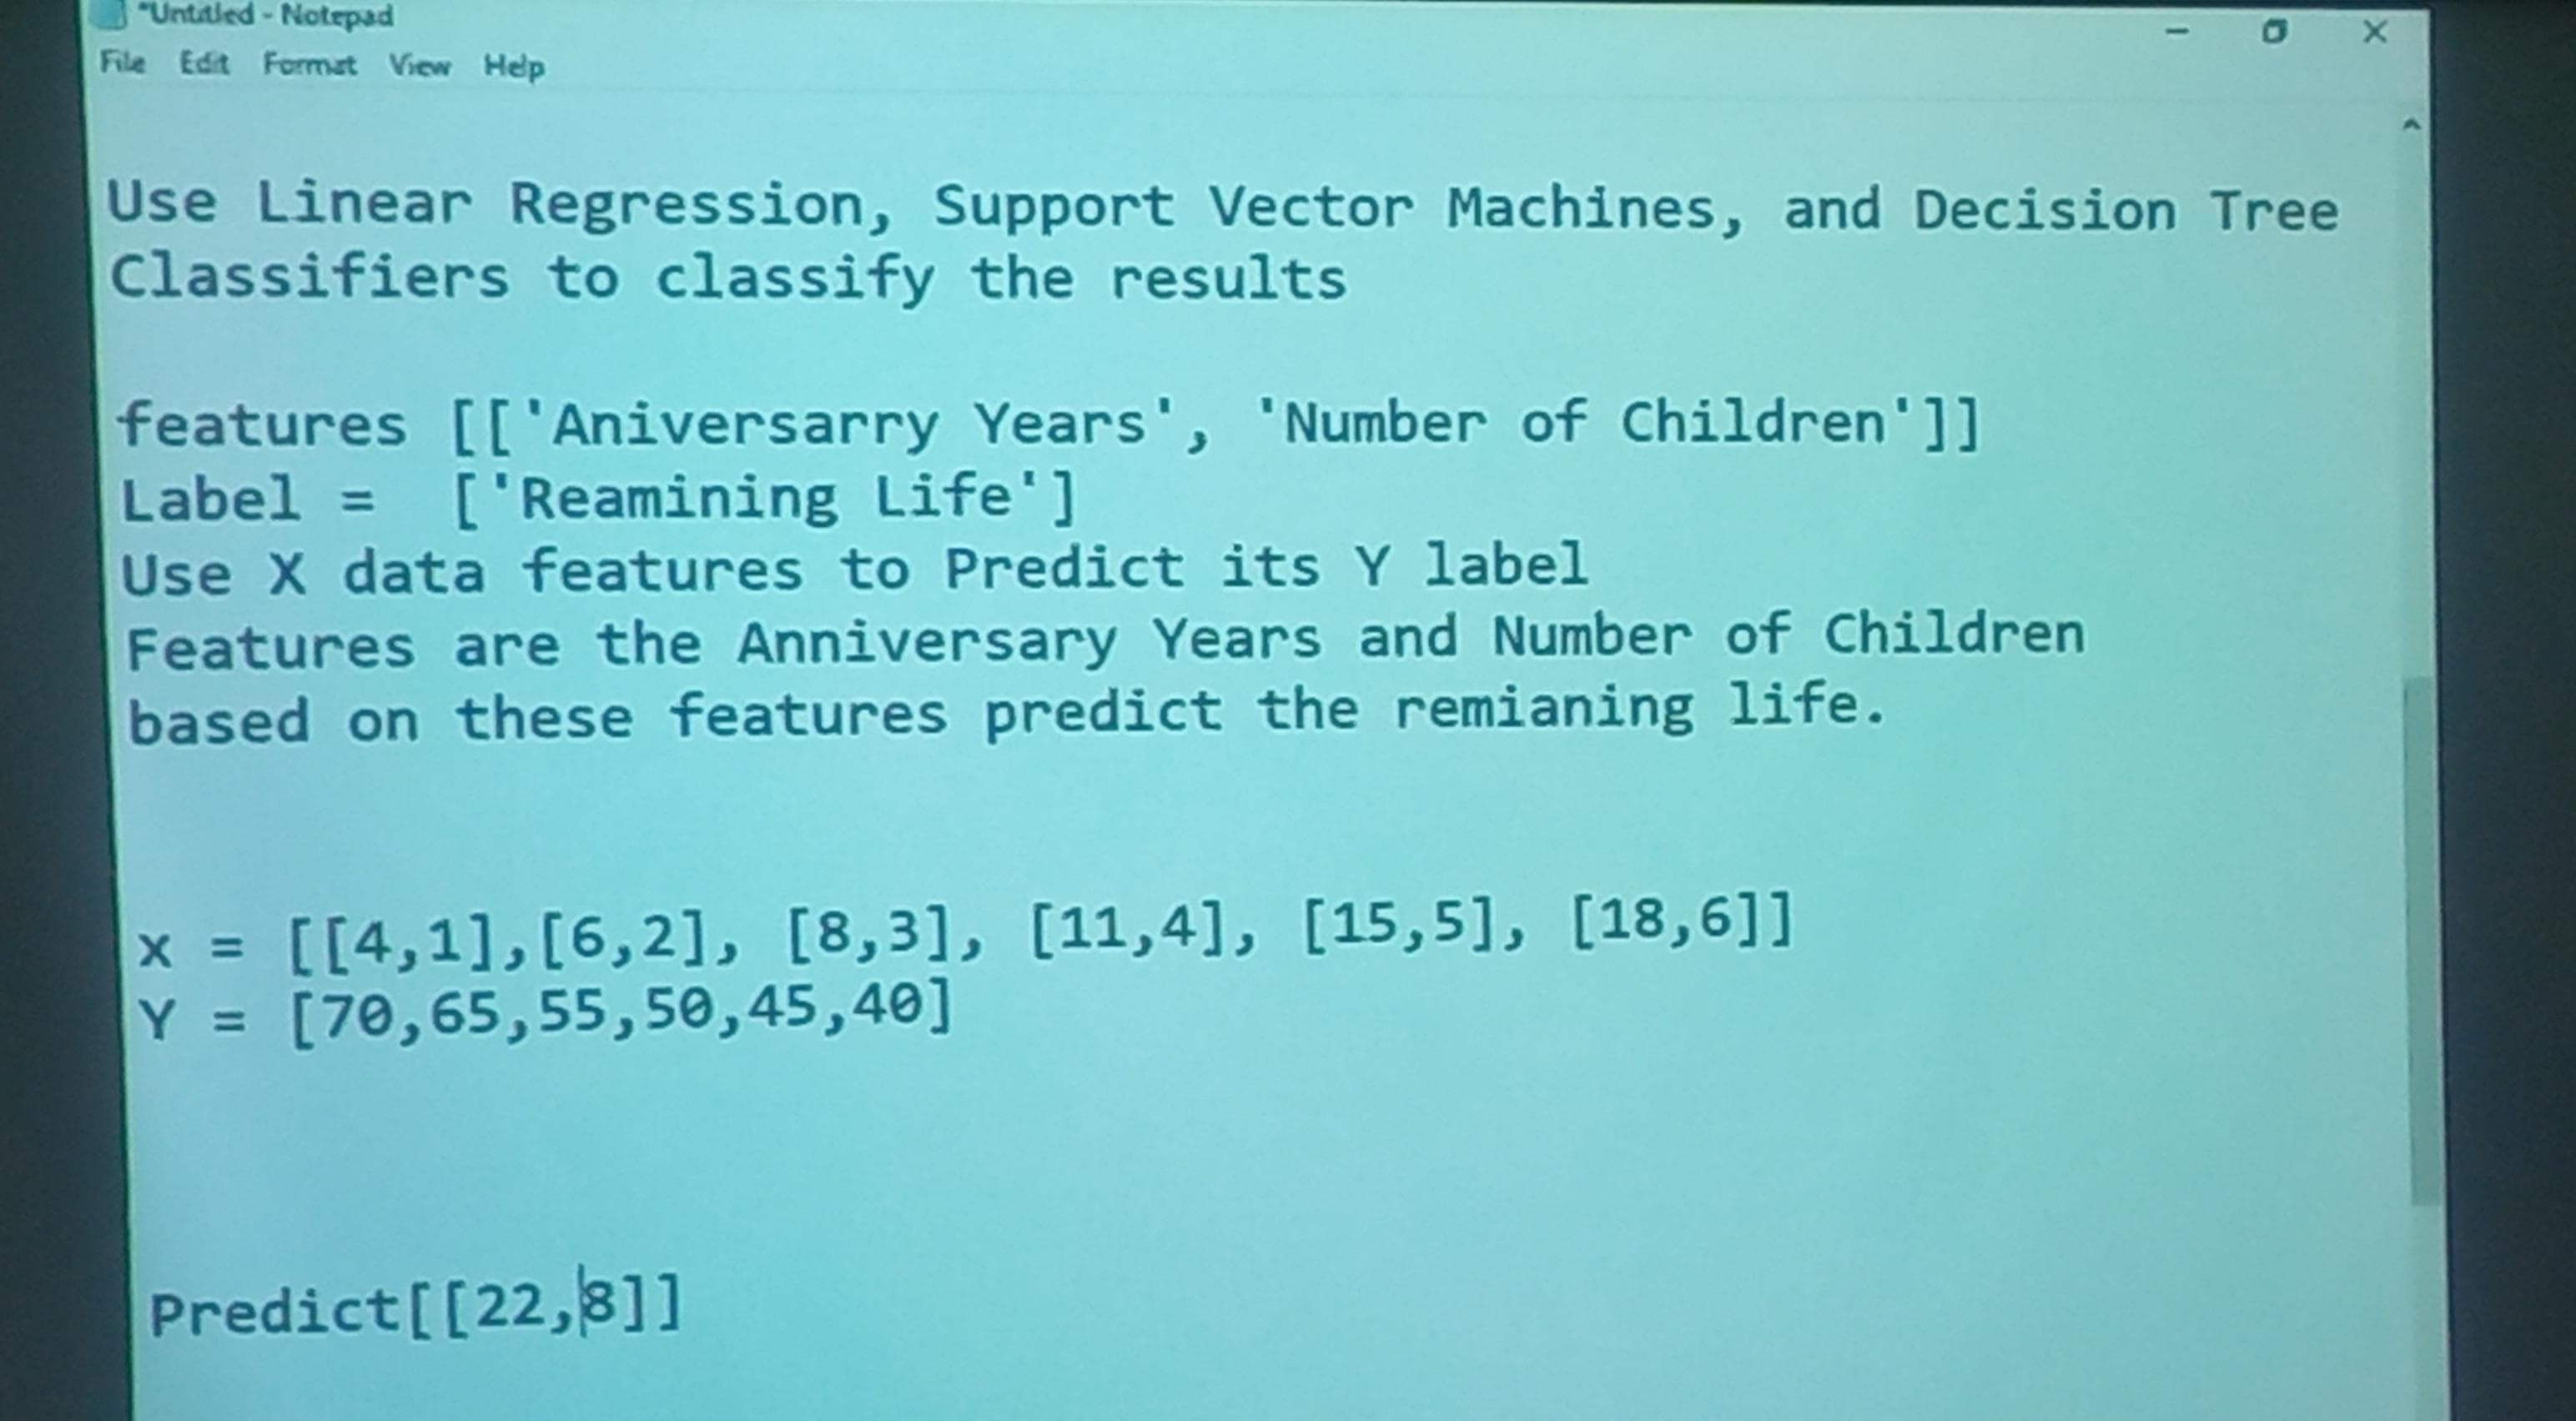 *Untitled - Notepad
File Edit Format View Help
Use Linear Regression, Support Vector Machines, and Decision Tree
Classifiers to classify the results
features [['Aniversarry Years', 'Number of Children']]
Label = ['Reamining Life']
Use X data features to Predict its Y label
Features are the Anniversary Years and Number of Children
based on these features predict the remianing life.
x = [[4,1],[6,2], [8,3], [11,4], [15,5], [18,6]]
Y = [70,65,55,50,45,40]
Predict[[22,8]]